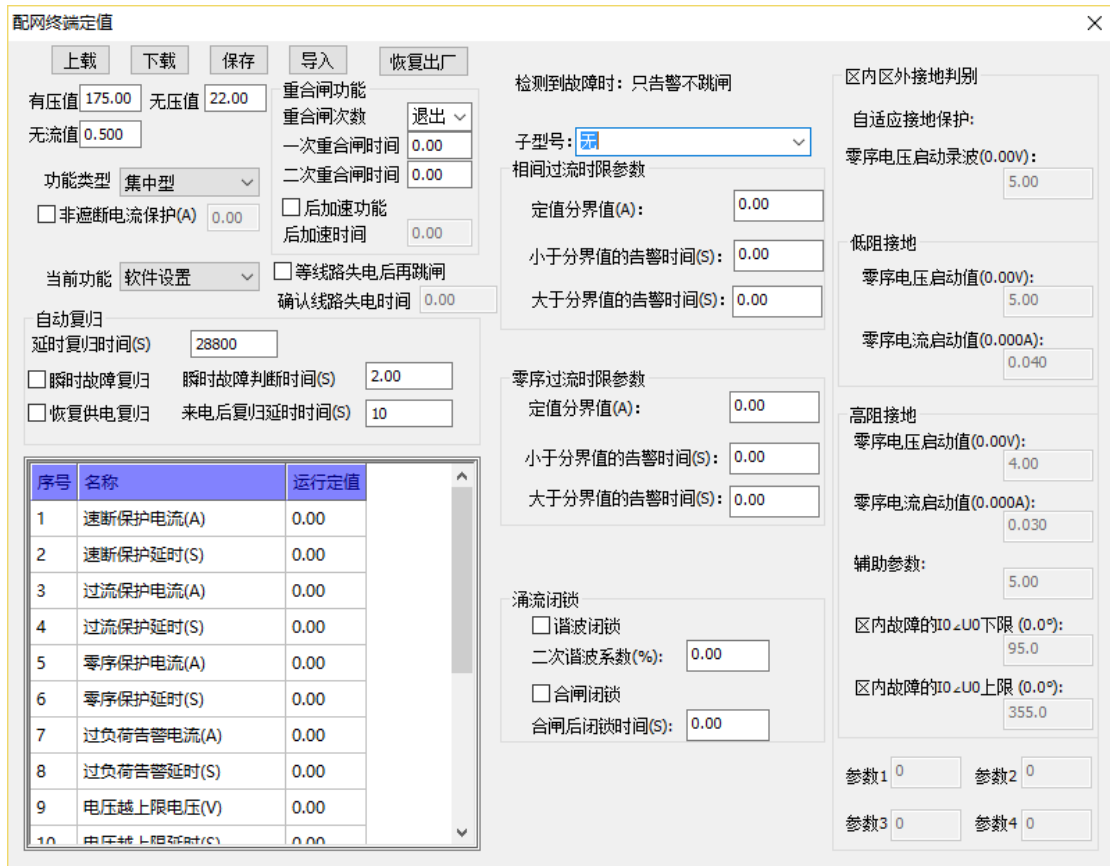 配网终端定值
上载 下载 保存 导入 恢复出厂
有压值 175.00 无压值 22.00
无流值 0.500
功能类型 集中型
非遮断电流保护(A) 0.00
当前功能 软件设置
重合闸功能
重合闸次数 退出
一次重合闸时间 0.00
二次重合闸时间 0.00
后加速功能
后加速时间 0.00
等线路失电后再跳闸
确认线路失电时间 0.00
自动复归
延时复归时间(S) 28800
瞬时故障复归 瞬时故障判断时间(S) 2.00
恢复供电复归 来电后复归延时时间(S) 10
序号 名称 运行定值
1 速断保护电流(A) 0.00
2 速断保护延时(S) 0.00
3 过流保护电流(A) 0.00
4 过流保护延时(S) 0.00
5 零序保护电流(A) 0.00
6 零序保护延时(S) 0.00
7 过负荷告警电流(A) 0.00
8 过负荷告警延时(S) 0.00
9 电压越上限电压(V) 0.00
10 电压越上限延时(S) 0.00
检测到故障时: 只告警不跳闸
子型号: 无
相间过流时限参数
定值分界值(A): 0.00
小于分界值的告警时间(S): 0.00
大于分界值的告警时间(S): 0.00
零序过流时限参数
定值分界值(A): 0.00
小于分界值的告警时间(S): 0.00
大于分界值的告警时间(S): 0.00
涌流闭锁
谐波闭锁
二次谐波系数(%): 0.00
合闸闭锁
合闸后闭锁时间(S): 0.00
区内区外接地判别
自适应接地保护:
零序电压启动录波(0.00V):
5.00
低阻接地
零序电压启动值(0.00V):
5.00
零序电流启动值(0.000A):
0.040
高阻接地
零序电压启动值(0.00V):
4.00
零序电流启动值(0.000A):
0.030
辅助参数:
5.00
区内故障的I0∠U0下限 (0.0°):
95.0
区内故障的I0∠U0上限 (0.0°):
355.0
参数1 0 参数2 0
参数3 0 参数4 0